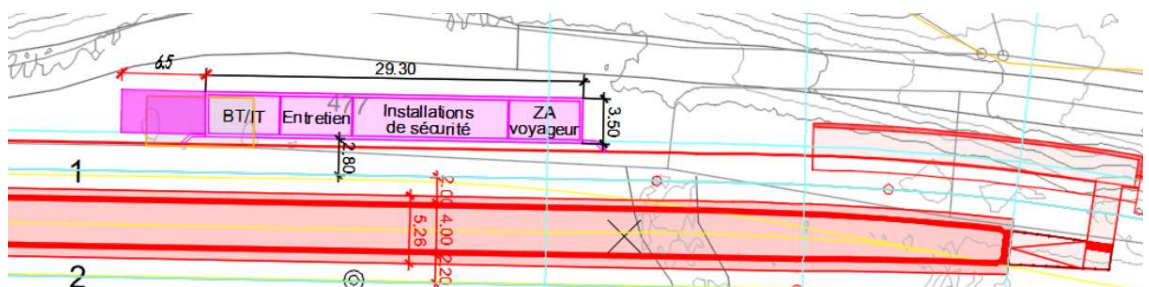 6.5
29.30
477
BT/IT
Entretien
Installations
de sécurité
ZA
voyageur
3.50
2.80
1
2.00
4.00
5.26
2.20
2